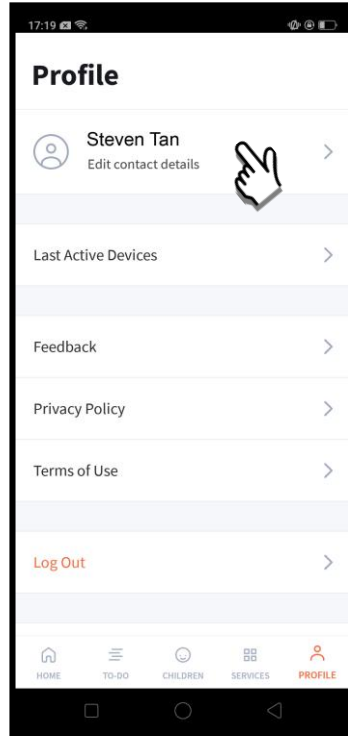 17:19
Profile
Steven Tan
Edit contact details
Last Active Devices
Feedback
Privacy Policy
Terms of Use
Log Out
HOME TO-DO CHILDREN SERVICES PROFILE